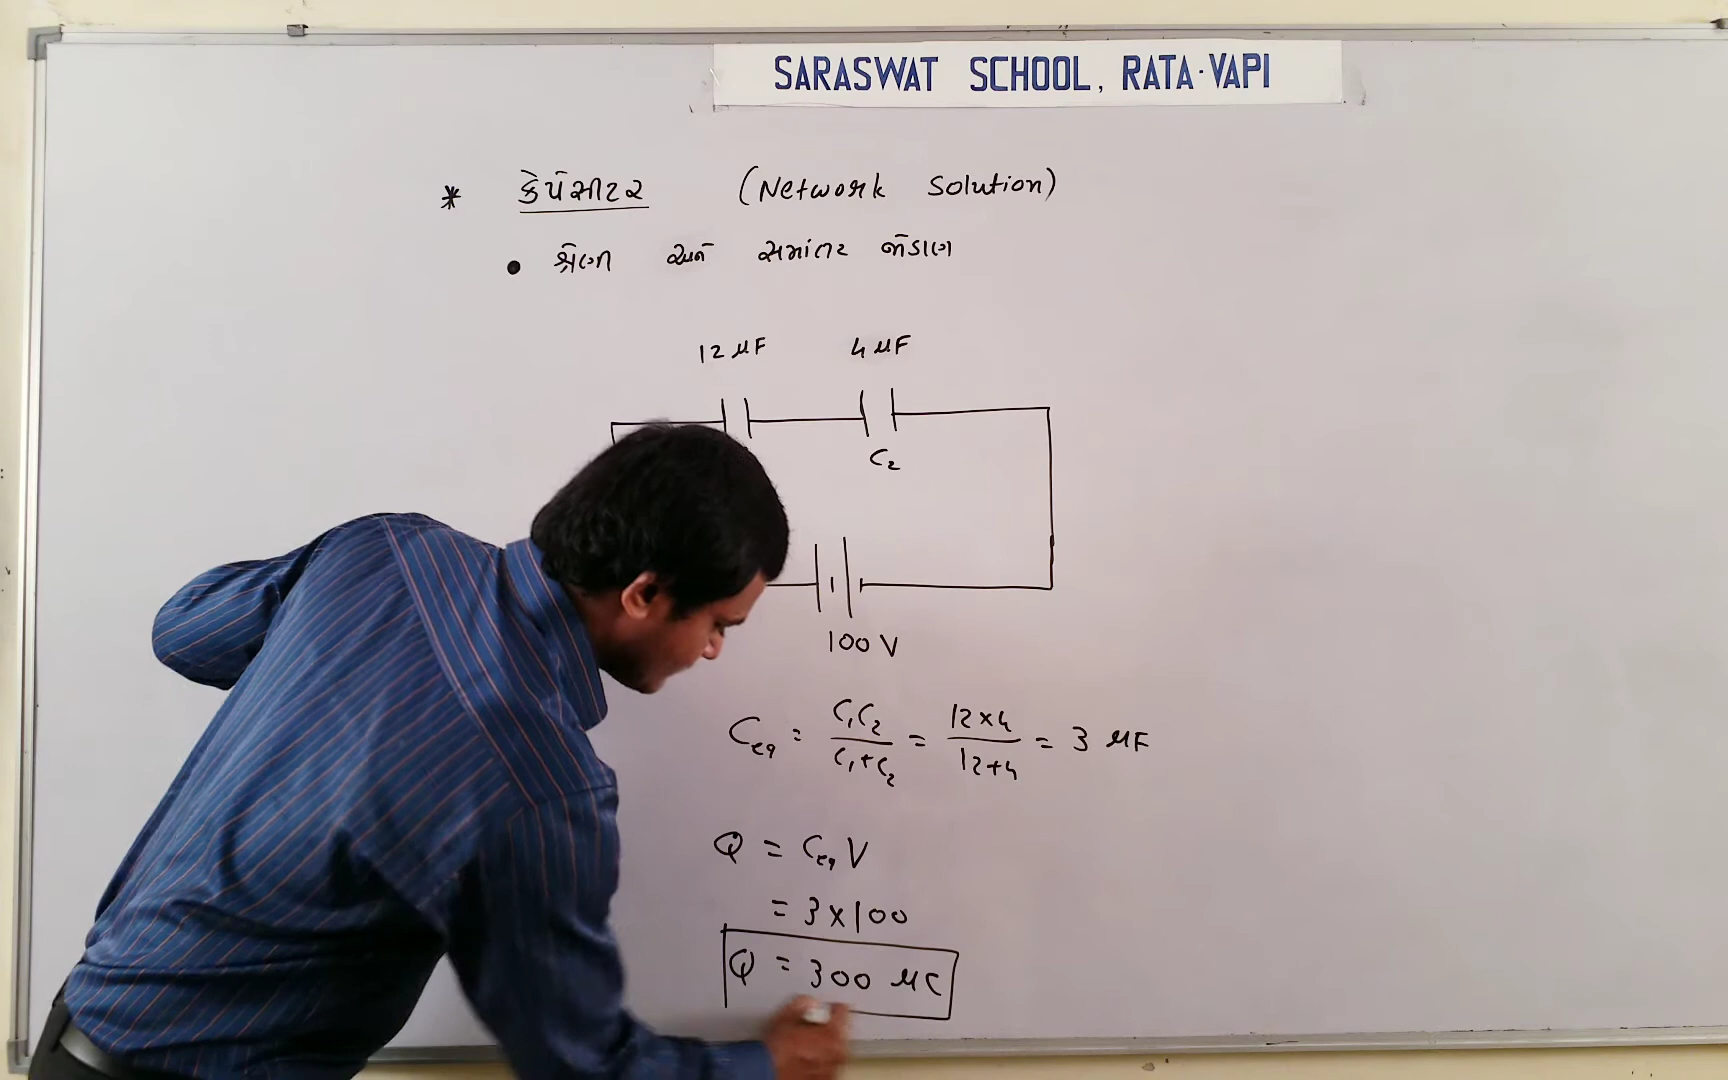 SARASWAT SCHOOL, RATA·VAPI
* કેપેસીટર (Network Solution)
• શ્રેણી અને સમાંતર જોડાણ
12 μF 4 μF
C₂
100 V
Ceq = C₁C₂ / C₁+C₂ = 12×4 / 12+4 = 3 μF
Q = Ceq V
= 3×100
Q = 300 μC